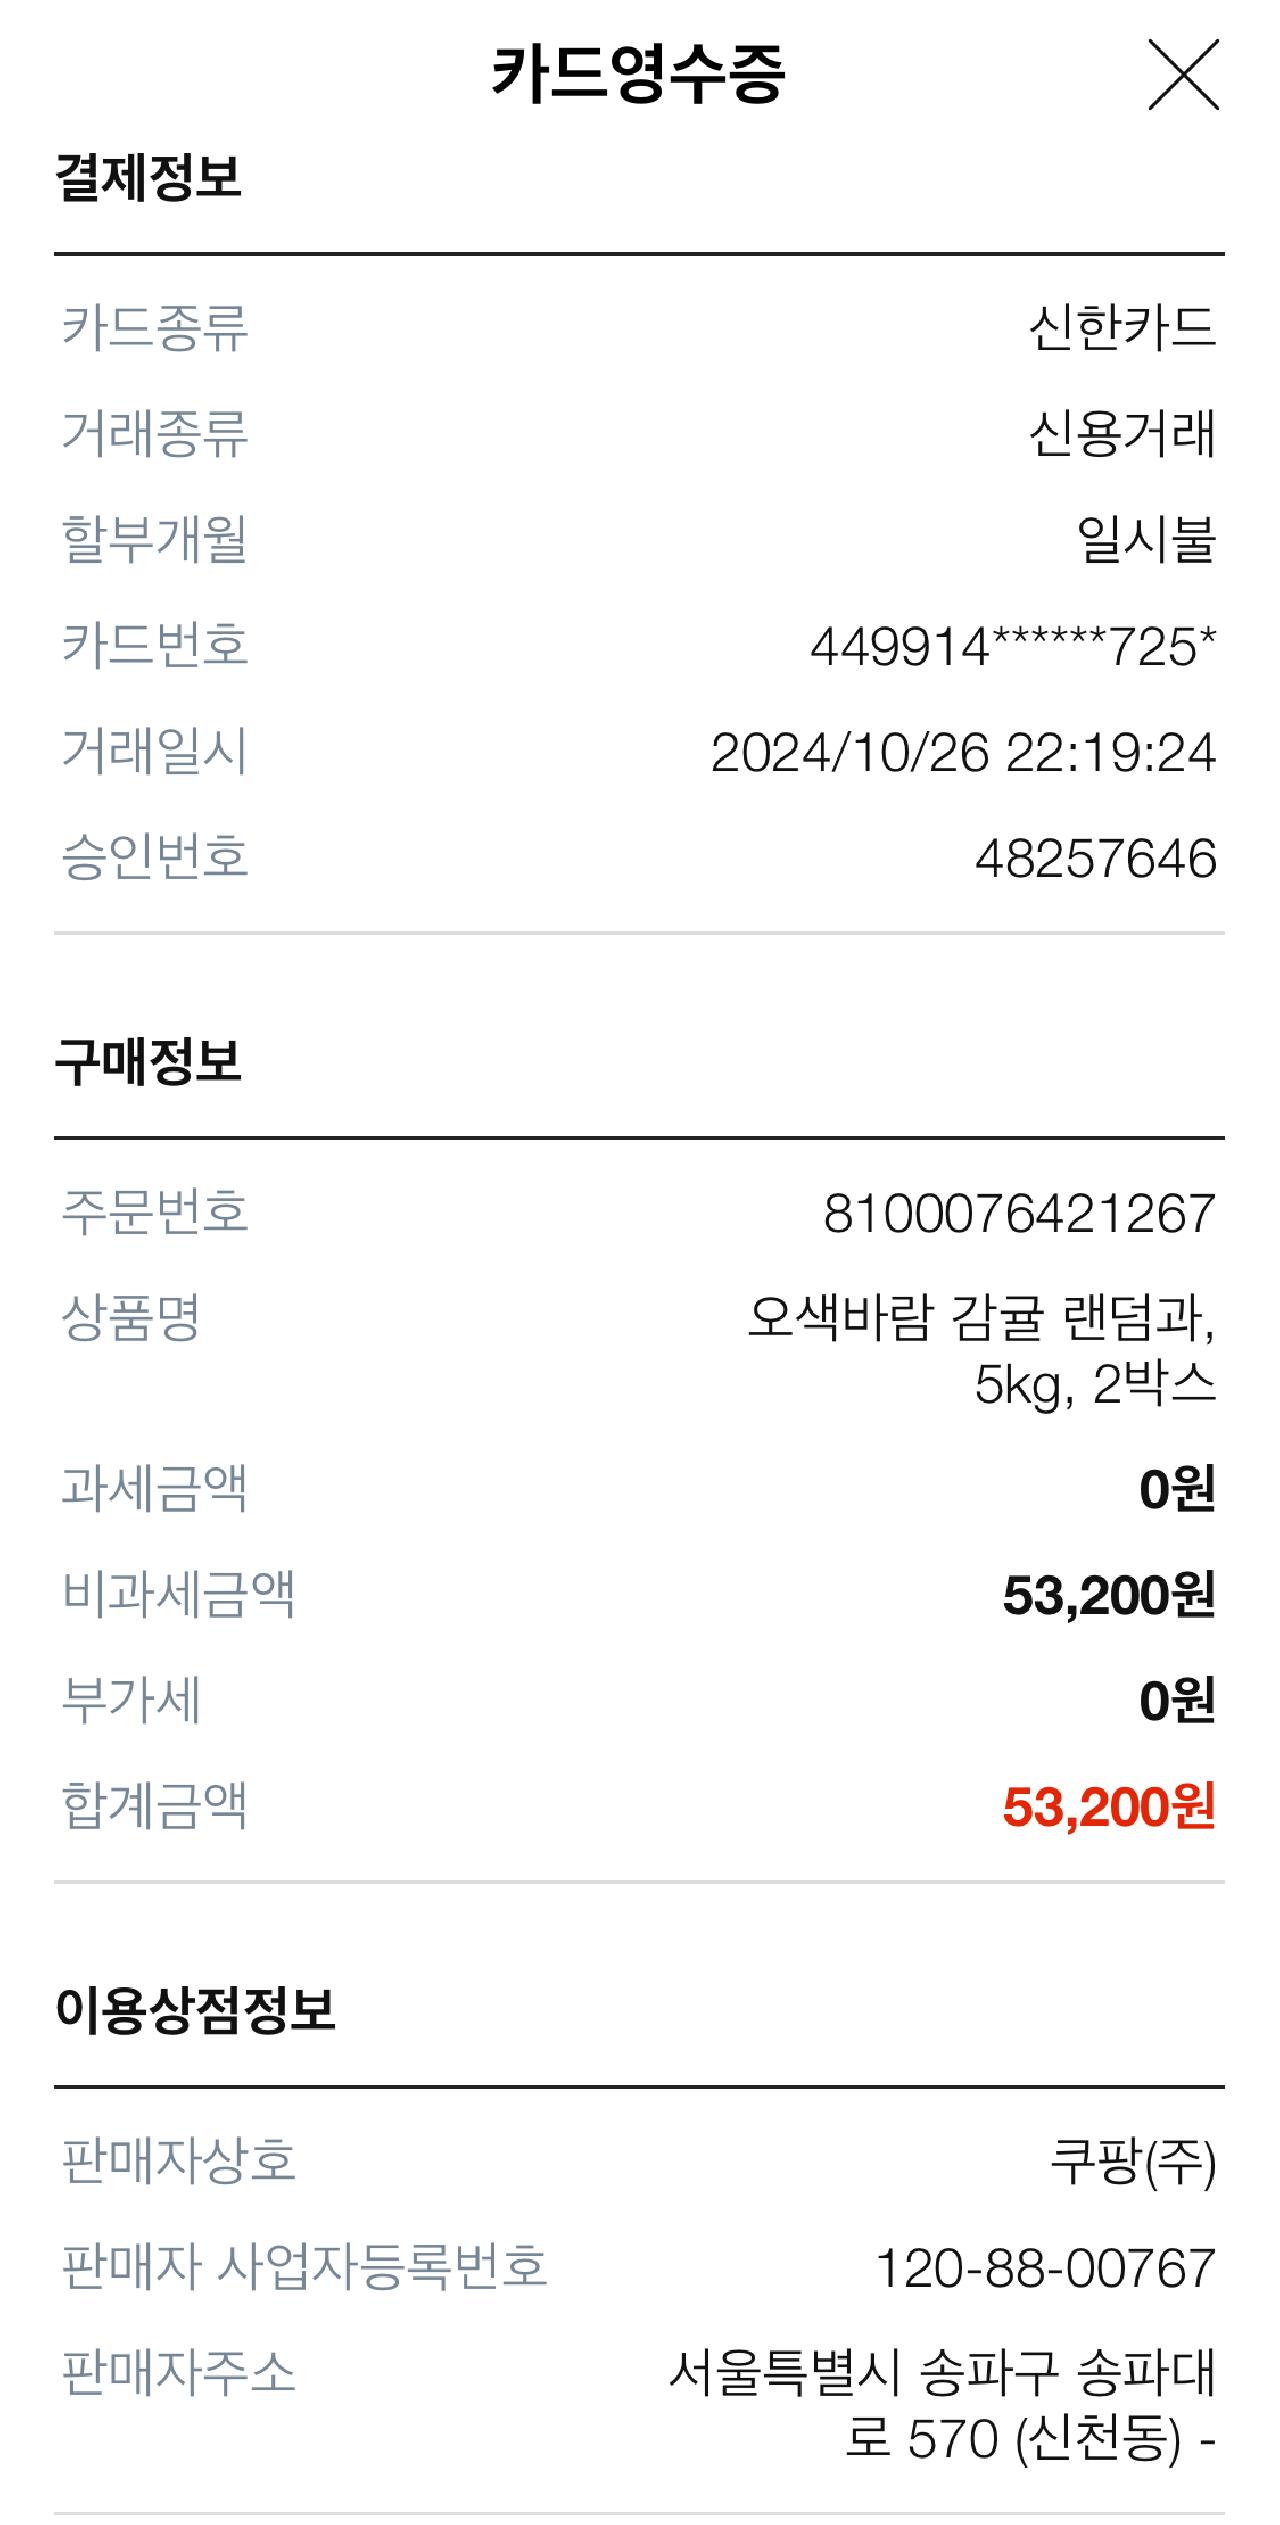 카드영수증
결제정보
카드종류 신한카드
거래종류 신용거래
할부개월 일시불
카드번호 449914******725*
거래일시 2024/10/26 22:19:24
승인번호 48257646
구매정보
주문번호 8100076421267
상품명 오색바람 감귤 랜덤과,
5kg, 2박스
과세금액 0원
비과세금액 53,200원
부가세 0원
합계금액 53,200원
이용상점정보
판매자상호 쿠팡(주)
판매자 사업자등록번호 120-88-00767
판매자주소 서울특별시 송파구 송파대
로 570 (신천동) -